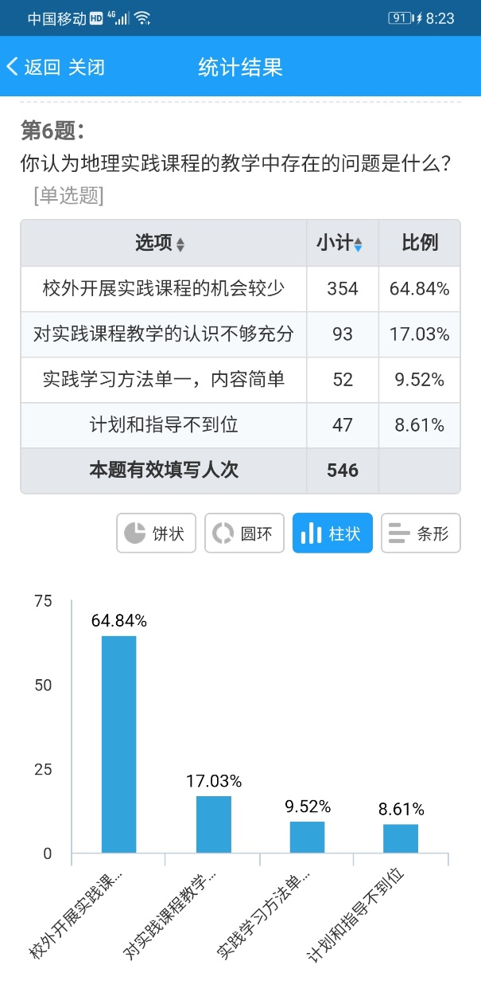 中国移动 HD 4G 91 8:23
返回 关闭 统计结果
第6题：
你认为地理实践课程的教学中存在的问题是什么？
[单选题]
选项 小计 比例
校外开展实践课程的机会较少 354 64.84%
对实践课程教学的认识不够充分 93 17.03%
实践学习方法单一，内容简单 52 9.52%
计划和指导不到位 47 8.61%
本题有效填写人次 546
饼状 圆环 柱状 条形
75
64.84%
50
25
17.03%
9.52%
8.61%
0
校外开展实践课...
对实践课程教学...
实践学习方法单...
计划和指导不到位